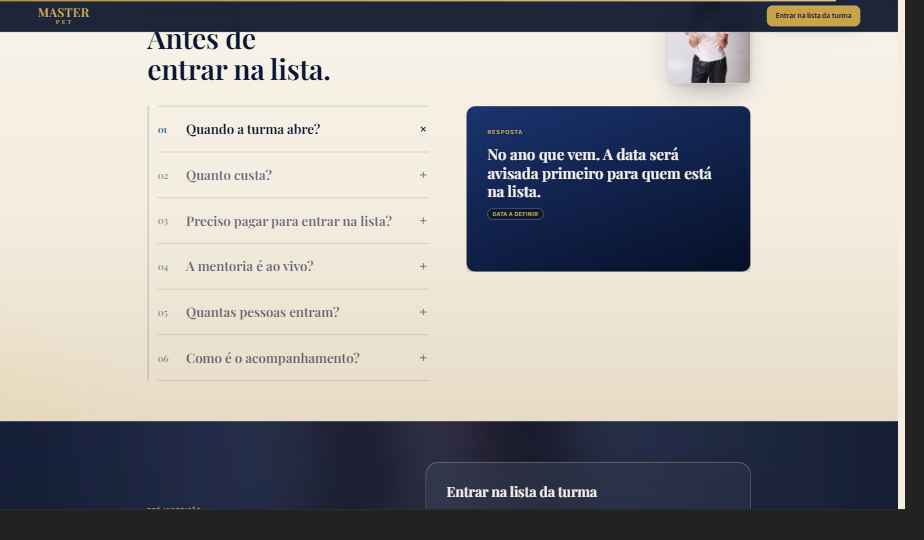 MASTER
PET
Entrar na lista da turma
Antes de
entrar na lista.
01 Quando a turma abre? ×
02 Quanto custa? +
03 Preciso pagar para entrar na lista? +
04 A mentoria é ao vivo? +
05 Quantas pessoas entram? +
06 Como é o acompanhamento? +
RESPOSTA
No ano que vem. A data será
avisada primeiro para quem está
na lista.
DATA A DEFINIR
Entrar na lista da turma